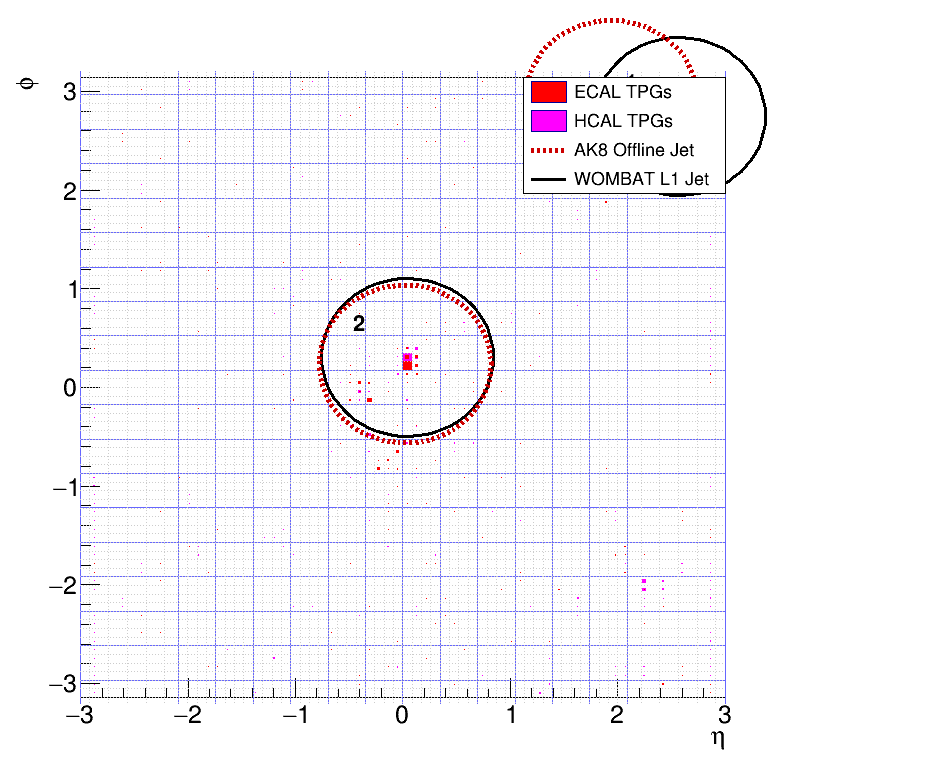 ϕ
3
2
1
0
−1
−2
−3
ECAL TPGs
HCAL TPGs
AK8 Offline Jet
WOMBAT L1 Jet
2
−3 −2 −1 0 1 2 3
η